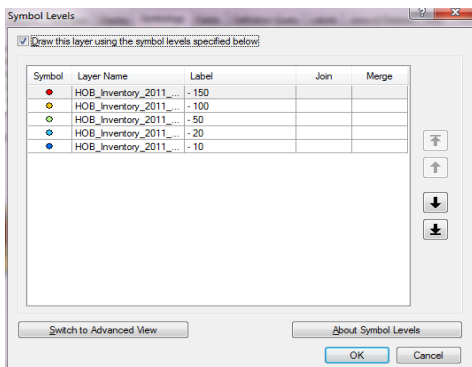 Symbol Levels
Draw this layer using the symbol levels specified below
Symbol Layer Name Label Join Merge
HOB_Inventory_2011_... - 150
HOB_Inventory_2011_... - 100
HOB_Inventory_2011_... - 50
HOB_Inventory_2011_... - 20
HOB_Inventory_2011_... - 10
Switch to Advanced View About Symbol Levels
OK Cancel